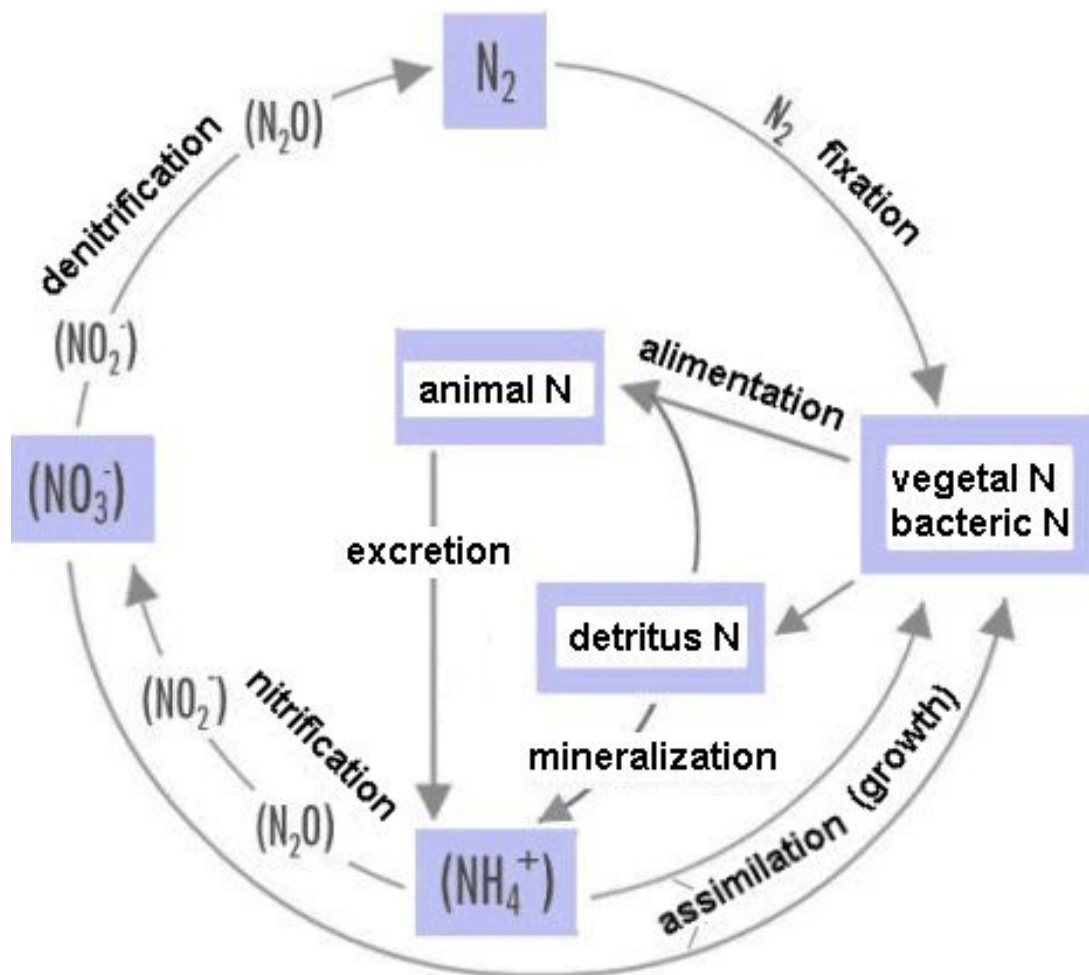 N₂
(N₂O)
N₂ fixation
denitrification
(NO₂⁻)
alimentation
animal N
vegetal N
bacteric N
(NO₃⁻)
excretion
detritus N
(NO₂⁻)
nitrification
mineralization
(N₂O)
(NH₄⁺)
assimilation (growth)